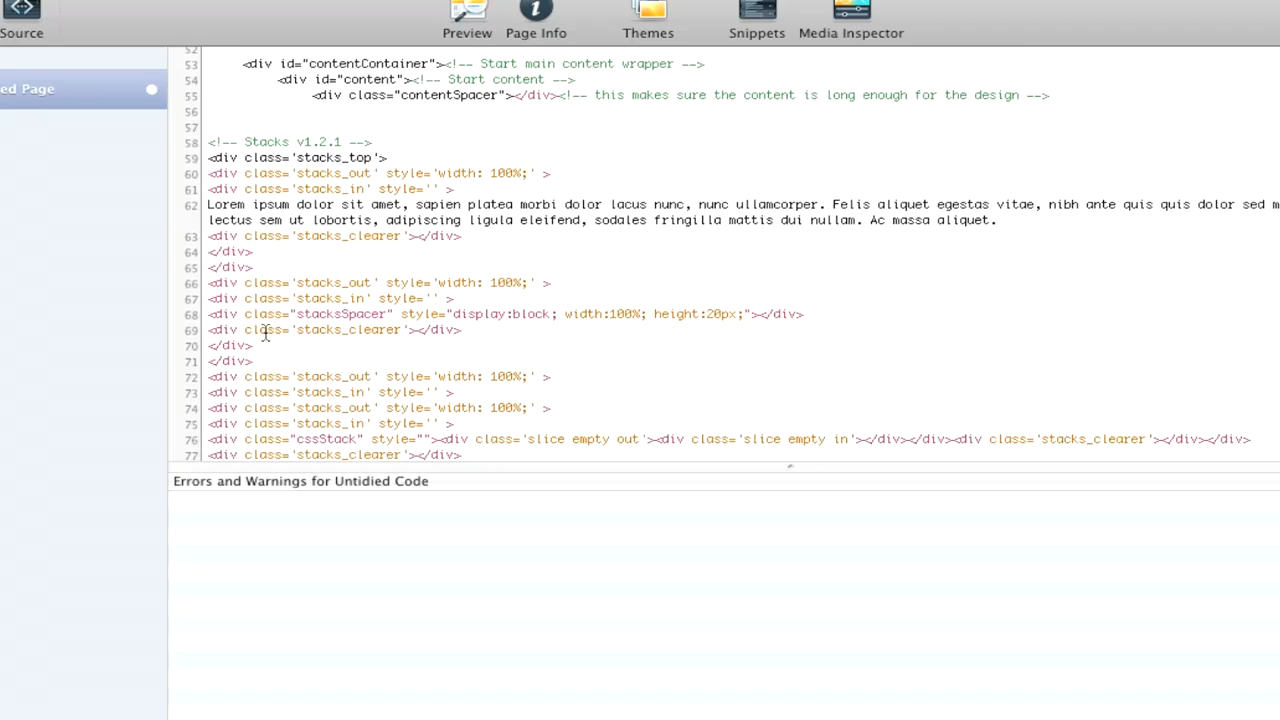 Source
Preview
Page Info
Themes
Snippets
Media Inspector
ed Page
52
53 <div id="contentContainer"><!-- Start main content wrapper -->
54 <div id="content"><!-- Start content -->
55 <div class="contentSpacer"></div><!-- this makes sure the content is long enough for the design -->
56
57
58 <!-- Stacks v1.2.1 -->
59 <div class='stacks_top'>
60 <div class='stacks_out' style='width: 100%;' >
61 <div class='stacks_in' style='' >
62 Lorem ipsum dolor sit amet, sapien platea morbi dolor lacus nunc, nunc ullamcorper. Felis aliquet egestas vitae, nibh ante quis quis dolor sed m
lectus sem ut lobortis, adipiscing ligula eleifend, sodales fringilla mattis dui nullam. Ac massa aliquet.
63 <div class='stacks_clearer'></div>
64 </div>
65 </div>
66 <div class='stacks_out' style='width: 100%;' >
67 <div class='stacks_in' style='' >
68 <div class="stacksSpacer" style="display:block; width:100%; height:20px;"></div>
69 <div class='stacks_clearer'></div>
70 </div>
71 </div>
72 <div class='stacks_out' style='width: 100%;' >
73 <div class='stacks_in' style='' >
74 <div class='stacks_out' style='width: 100%;' >
75 <div class='stacks_in' style='' >
76 <div class="cssStack" style=""><div class='slice empty out'><div class='slice empty in'></div></div><div class='stacks_clearer'></div></div>
77 <div class='stacks_clearer'></div>
Errors and Warnings for Untidied Code